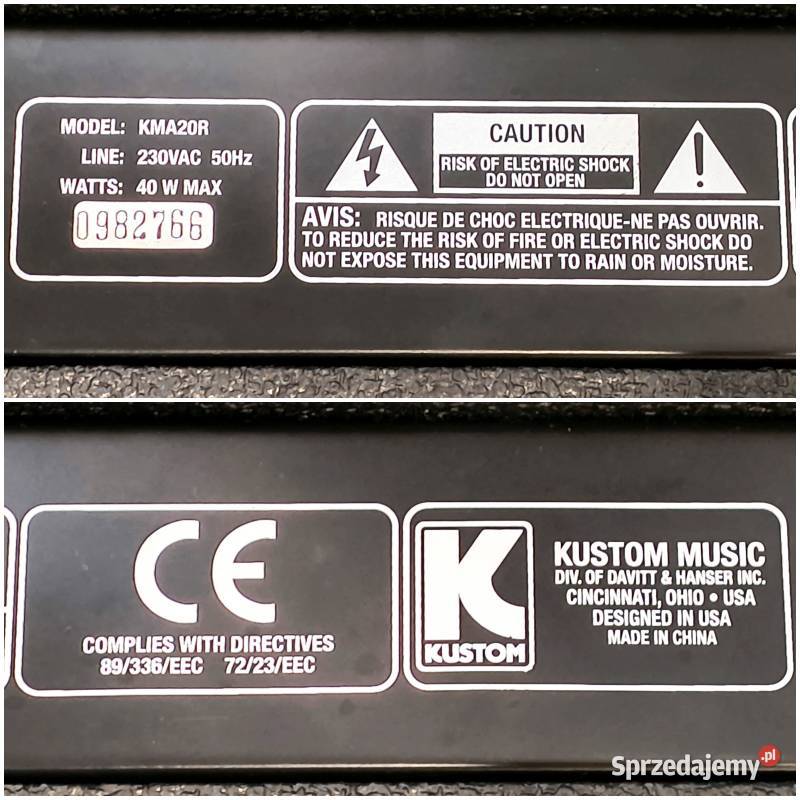 MODEL: KMA20R
LINE: 230VAC 50Hz
WATTS: 40 W MAX
0982766
CAUTION
RISK OF ELECTRIC SHOCK
DO NOT OPEN
AVIS: RISQUE DE CHOC ELECTRIQUE-NE PAS OUVRIR.
TO REDUCE THE RISK OF FIRE OR ELECTRIC SHOCK DO
NOT EXPOSE THIS EQUIPMENT TO RAIN OR MOISTURE.
CE
COMPLIES WITH DIRECTIVES
89/336/EEC 72/23/EEC
K
KUSTOM
KUSTOM MUSIC
DIV. OF DAVITT & HANSER INC.
CINCINNATI, OHIO • USA
DESIGNED IN USA
MADE IN CHINA
Sprzedajemy.pl